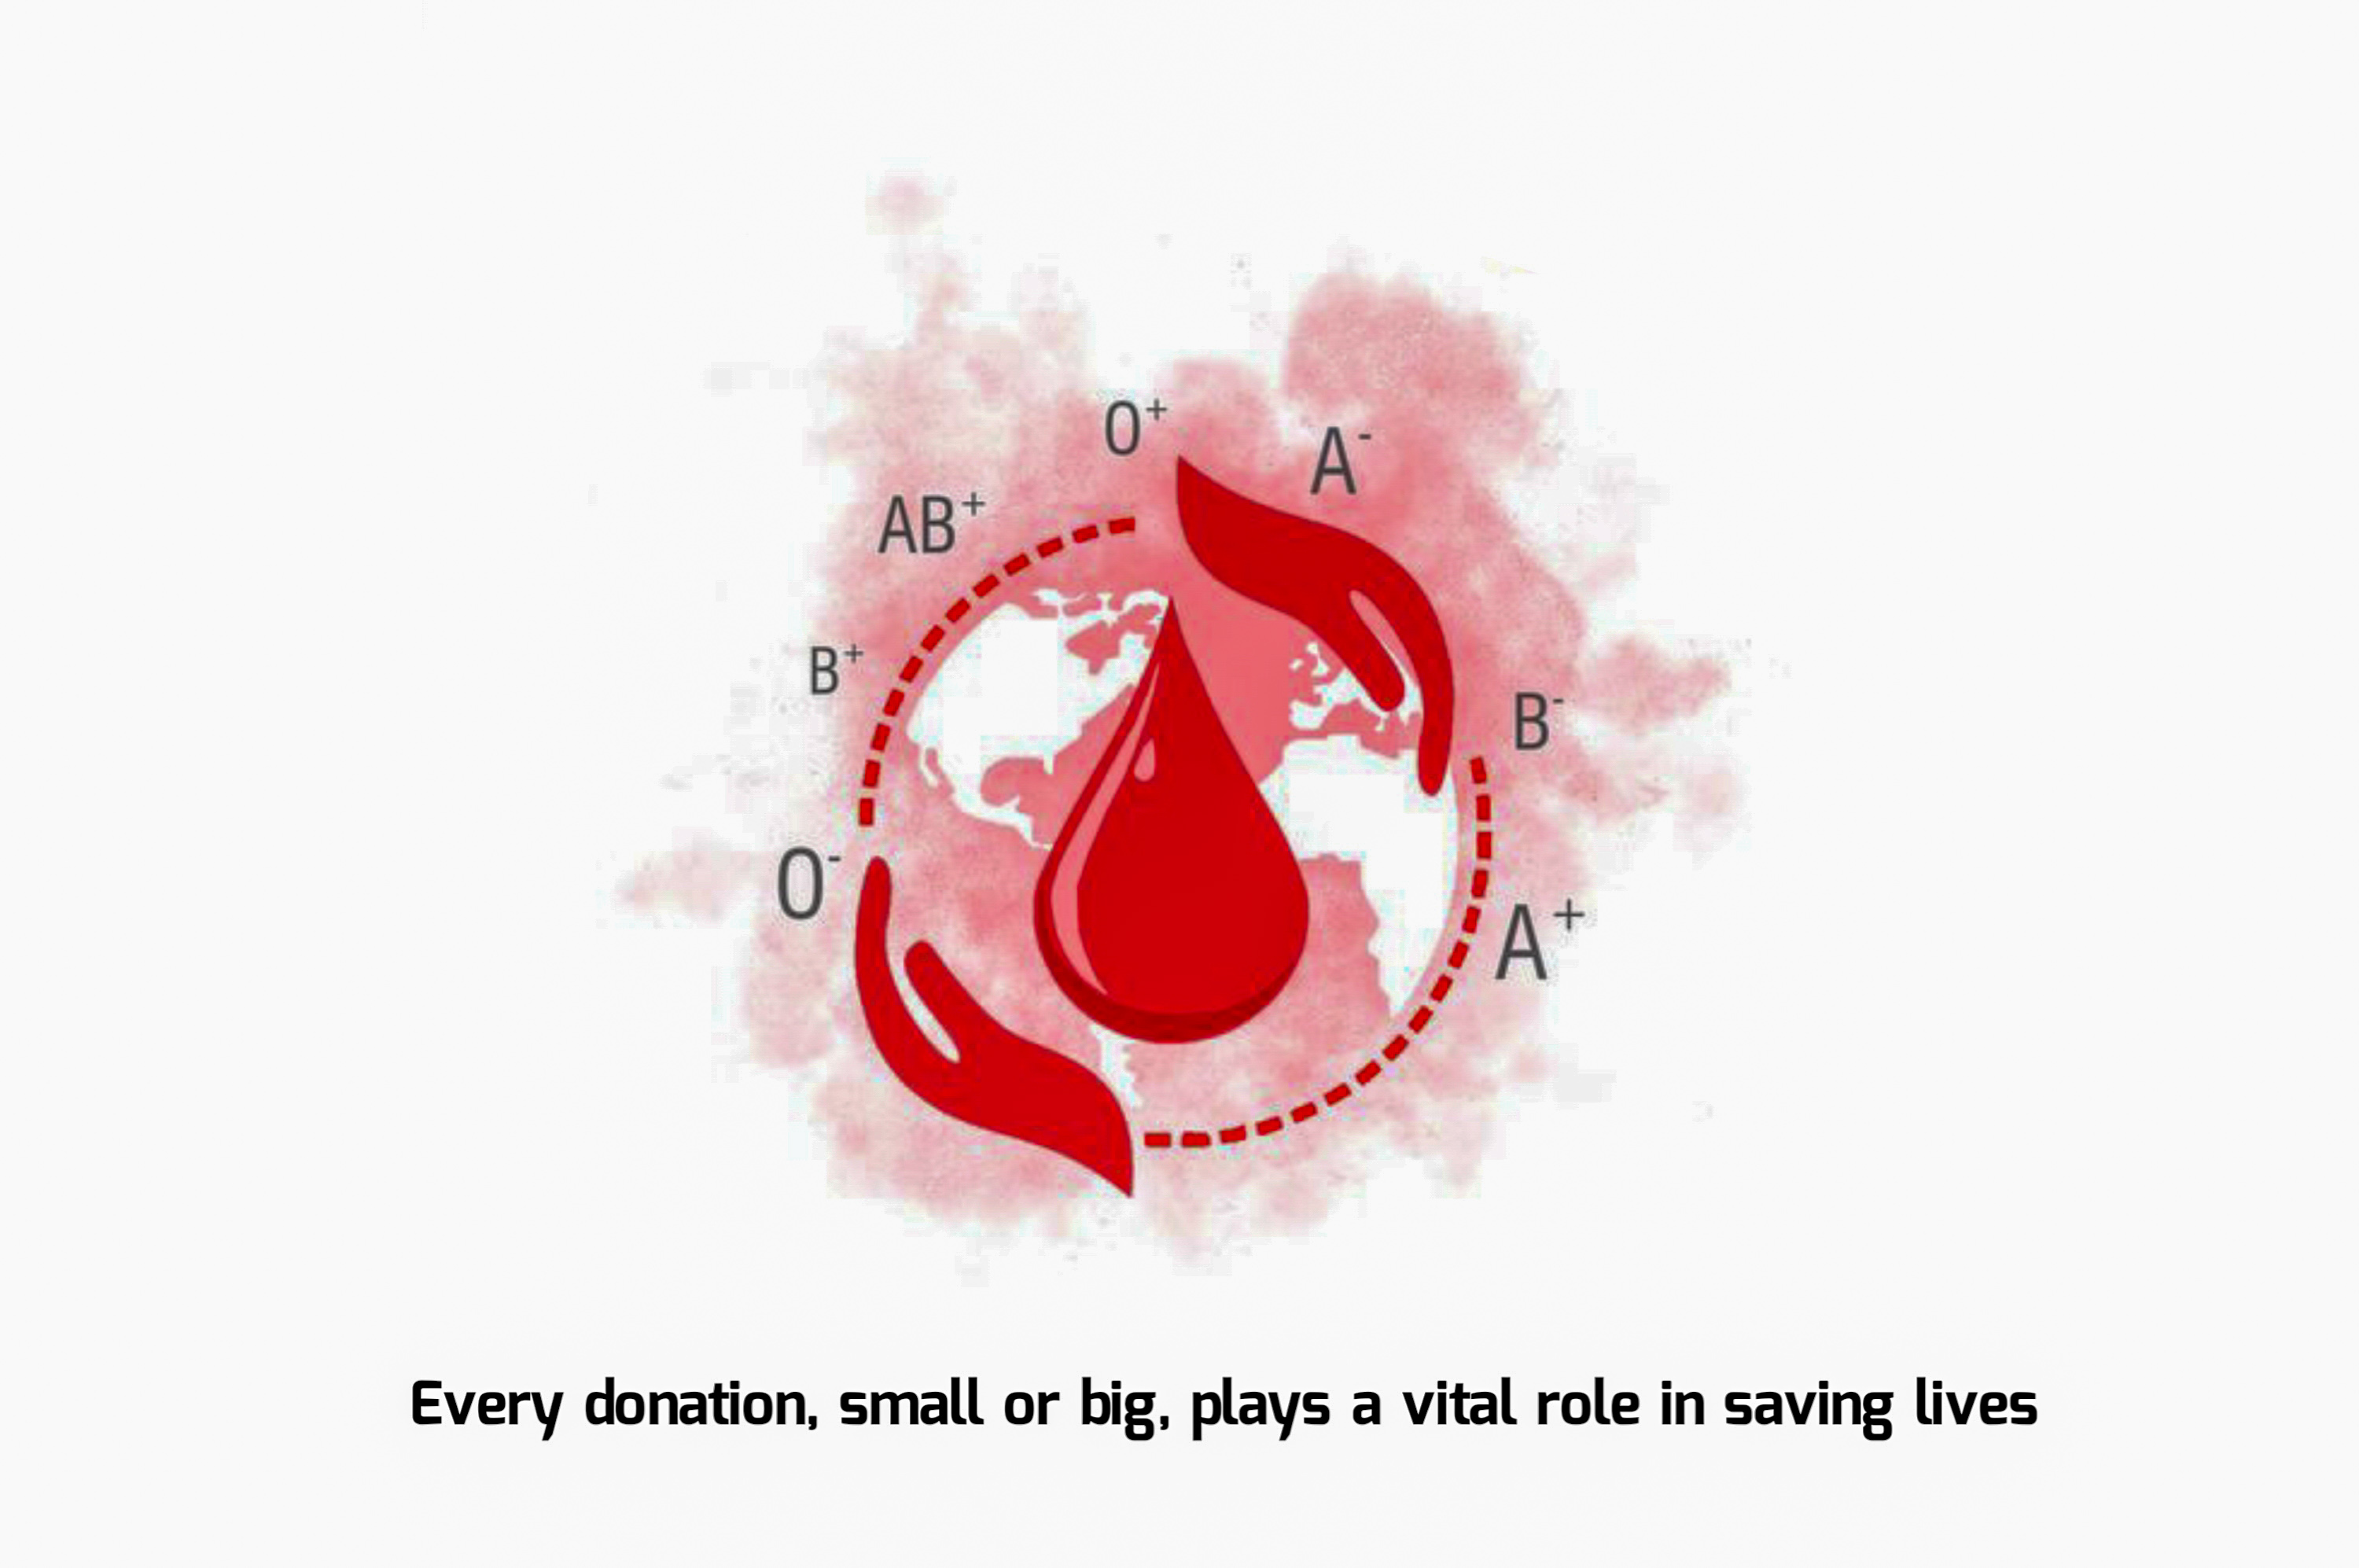 O⁺
A⁻
AB⁺
B⁺
B⁻
O⁻
A⁺
Every donation, small or big, plays a vital role in saving lives